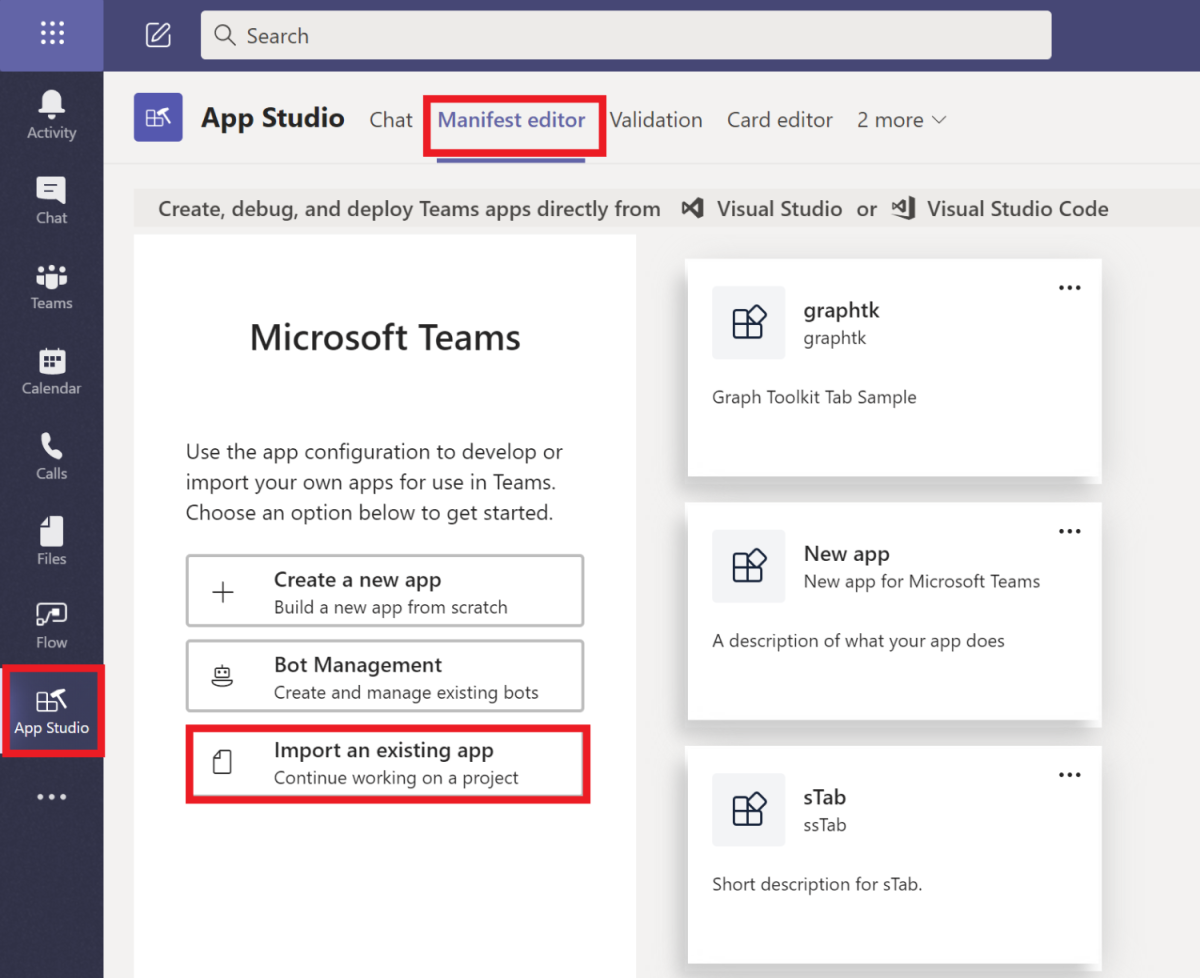 Search
Activity
Chat
Teams
Calendar
Calls
Files
Flow
App Studio
App Studio Chat Manifest editor Validation Card editor 2 more
Create, debug, and deploy Teams apps directly from Visual Studio or Visual Studio Code
Microsoft Teams
Use the app configuration to develop or
import your own apps for use in Teams.
Choose an option below to get started.
Create a new app
Build a new app from scratch
Bot Management
Create and manage existing bots
Import an existing app
Continue working on a project
graphtk
graphtk
Graph Toolkit Tab Sample
New app
New app for Microsoft Teams
A description of what your app does
sTab
ssTab
Short description for sTab.